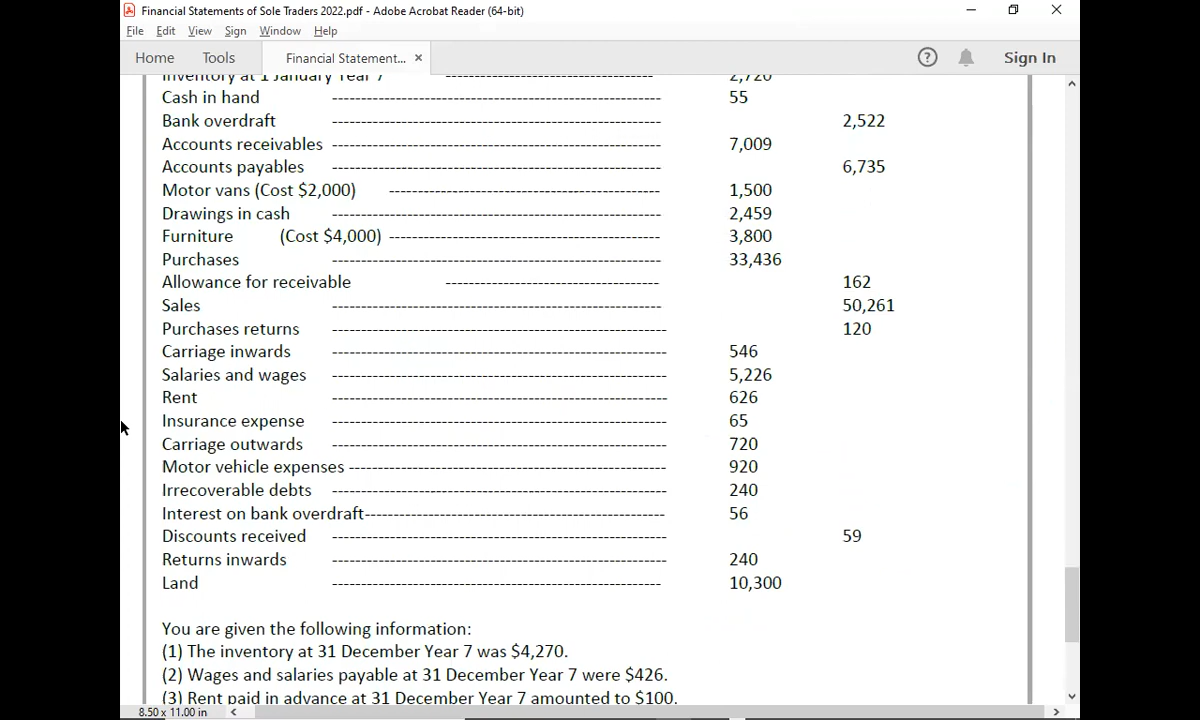 Financial Statements of Sole Traders 2022.pdf - Adobe Acrobat Reader (64-bit)
File Edit View Sign Window Help
Home Tools Financial Statement... × Sign In
Inventory at 1 January Year 7 ---------------------------------------- 2,720
Cash in hand ---------------------------------------------------------------- 55
Bank overdraft ---------------------------------------------------------------- 2,522
Accounts receivables ---------------------------------------------------------------- 7,009
Accounts payables ---------------------------------------------------------------- 6,735
Motor vans (Cost $2,000) ---------------------------------------------------- 1,500
Drawings in cash ---------------------------------------------------------------- 2,459
Furniture (Cost $4,000) ---------------------------------------------------- 3,800
Purchases ---------------------------------------------------------------- 33,436
Allowance for receivable ----------------------------------------- 162
Sales ---------------------------------------------------------------- 50,261
Purchases returns ----------------------------------------------------------------- 120
Carriage inwards ----------------------------------------------------------------- 546
Salaries and wages ----------------------------------------------------------------- 5,226
Rent ----------------------------------------------------------------- 626
Insurance expense ----------------------------------------------------------------- 65
Carriage outwards ----------------------------------------------------------------- 720
Motor vehicle expenses ------------------------------------------------------------- 920
Irrecoverable debts ----------------------------------------------------------------- 240
Interest on bank overdraft----------------------------------------------------------- 56
Discounts received ----------------------------------------------------------------- 59
Returns inwards ----------------------------------------------------------------- 240
Land ---------------------------------------------------------------- 10,300
You are given the following information:
(1) The inventory at 31 December Year 7 was $4,270.
(2) Wages and salaries payable at 31 December Year 7 were $426.
(3) Rent paid in advance at 31 December Year 7 amounted to $100.
8.50 x 11.00 in